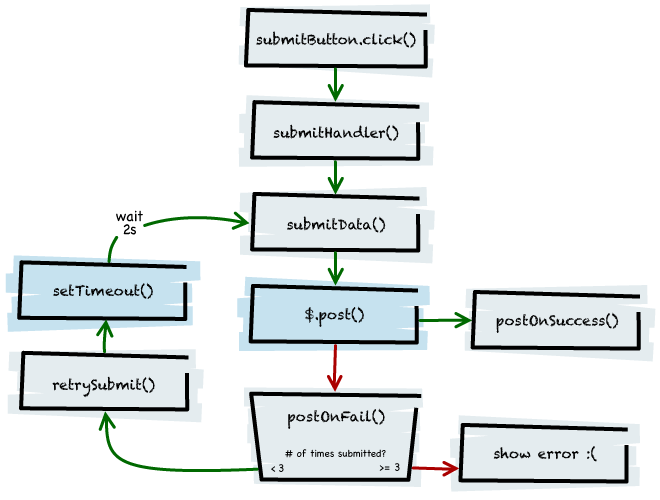 submitButton.click()
submitHandler()
submitData()
wait
2s
setTimeout()
$.post()
postOnSuccess()
retrySubmit()
postOnFail()
# of times submitted?
< 3
>= 3
show error :(